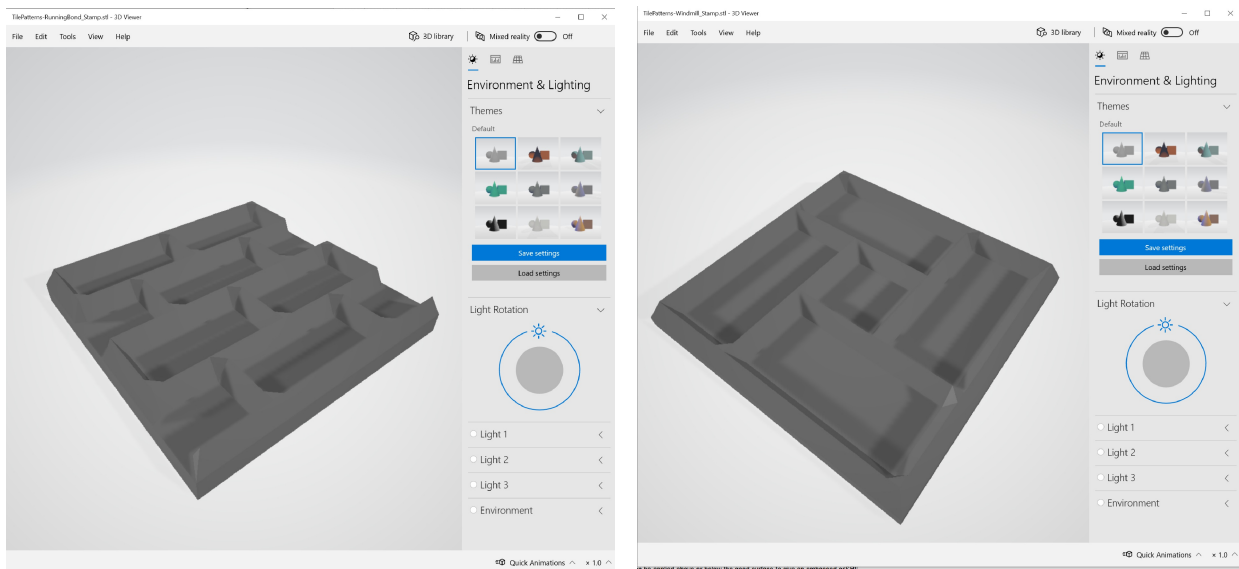 TilePatterns-RunningBond_Stamp.stl - 3D Viewer
File Edit Tools View Help
3D library
Mixed reality Off
Environment & Lighting
Themes
Default
Save settings
Load settings
Light Rotation
Light 1
Light 2
Light 3
Environment
Quick Animations × 1.0
TilePatterns-Windmill_Stamp.stl - 3D Viewer
File Edit Tools View Help
3D library
Mixed reality Off
Environment & Lighting
Themes
Default
Save settings
Load settings
Light Rotation
Light 1
Light 2
Light 3
Environment
Quick Animations × 1.0